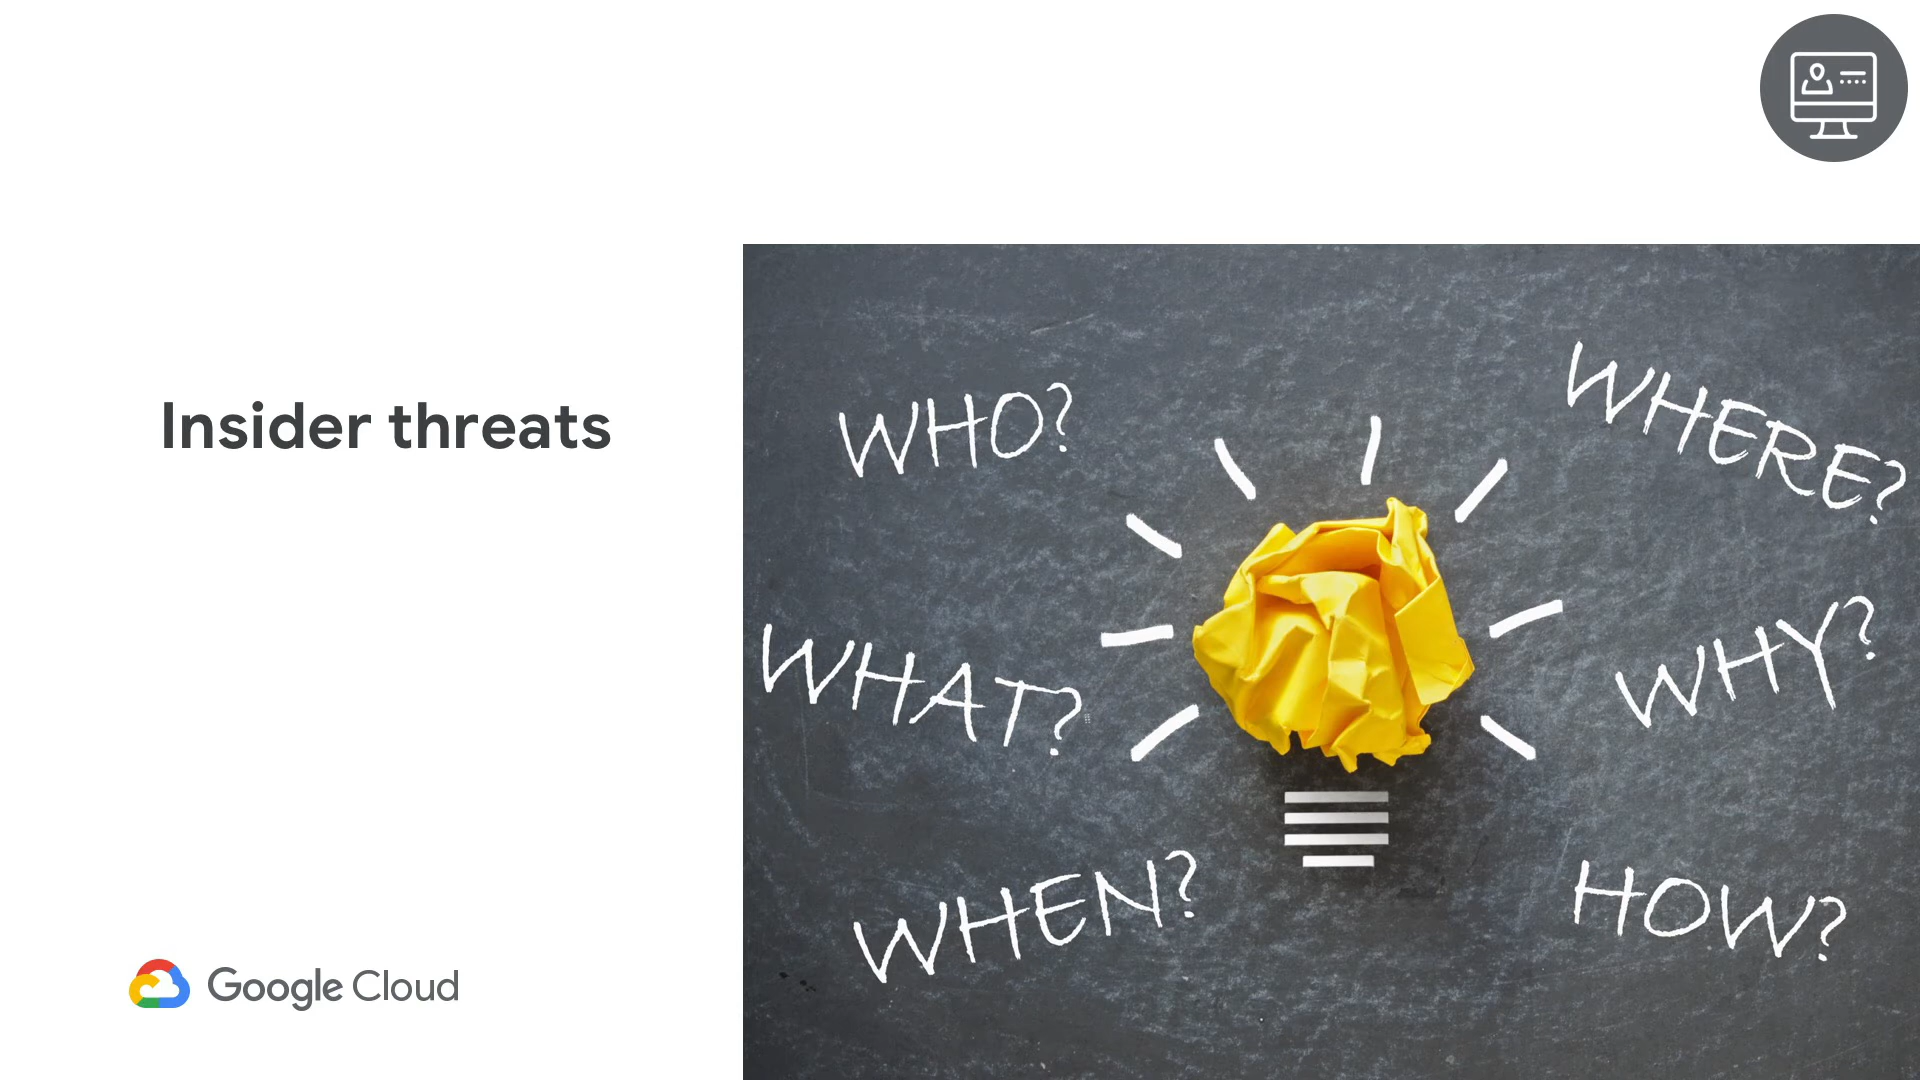 Insider threats
WHO?
WHERE?
WHAT?
WHY?
WHEN?
HOW?
Google Cloud